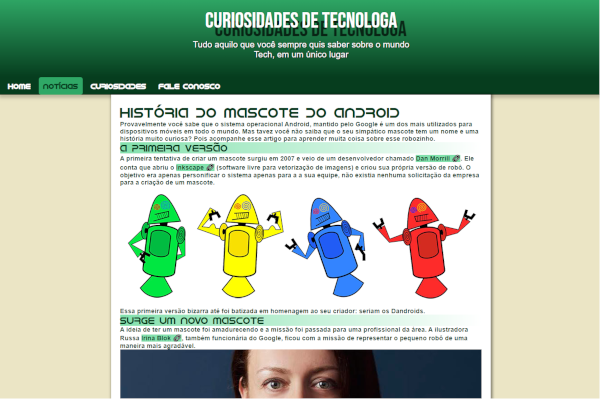 CURIOSIDADES DE TECNOLOGA
Tudo aquilo que você sempre quis saber sobre o mundo
Tech, em um único lugar
HOME NOTÍCIAS CURIOSIDADES FALE CONOSCO
HISTÓRIA DO MASCOTE DO ANDROID
Provavelmente você sabe que o sistema operacional Android, mantido pelo Google é um dos mais utilizados para
dispositivos móveis em todo o mundo. Mas tavez você não saiba que o seu simpático mascote tem um nome e uma
história muito curiosa? Pois acompanhe esse artigo para aprender muita coisa sobre esse robozinho.
A PRIMEIRA VERSÃO
A primeira tentativa de criar um mascote surgiu em 2007 e veio de um desenvolvedor chamado Dan Morrill. Ele
conta que abriu o Inkscape (software livre para vetorização de imagens) e criou sua própria versão de robô. O
objetivo era apenas personificar o sistema apenas para a a sua equipe, não existia nenhuma solicitação da empresa
para a criação de um mascote.
Essa primeira versão bizarra até foi batizada em homenagem ao seu criador: seriam os Dandroids.
SURGE UM NOVO MASCOTE
A ideia de ter um mascote foi amadurecendo e a missão foi passada para uma profissional da área. A ilustradora
Russa Irina Blok, também funcionária do Google, ficou com a missão de representar o pequeno robô de uma
maneira mais agradável.